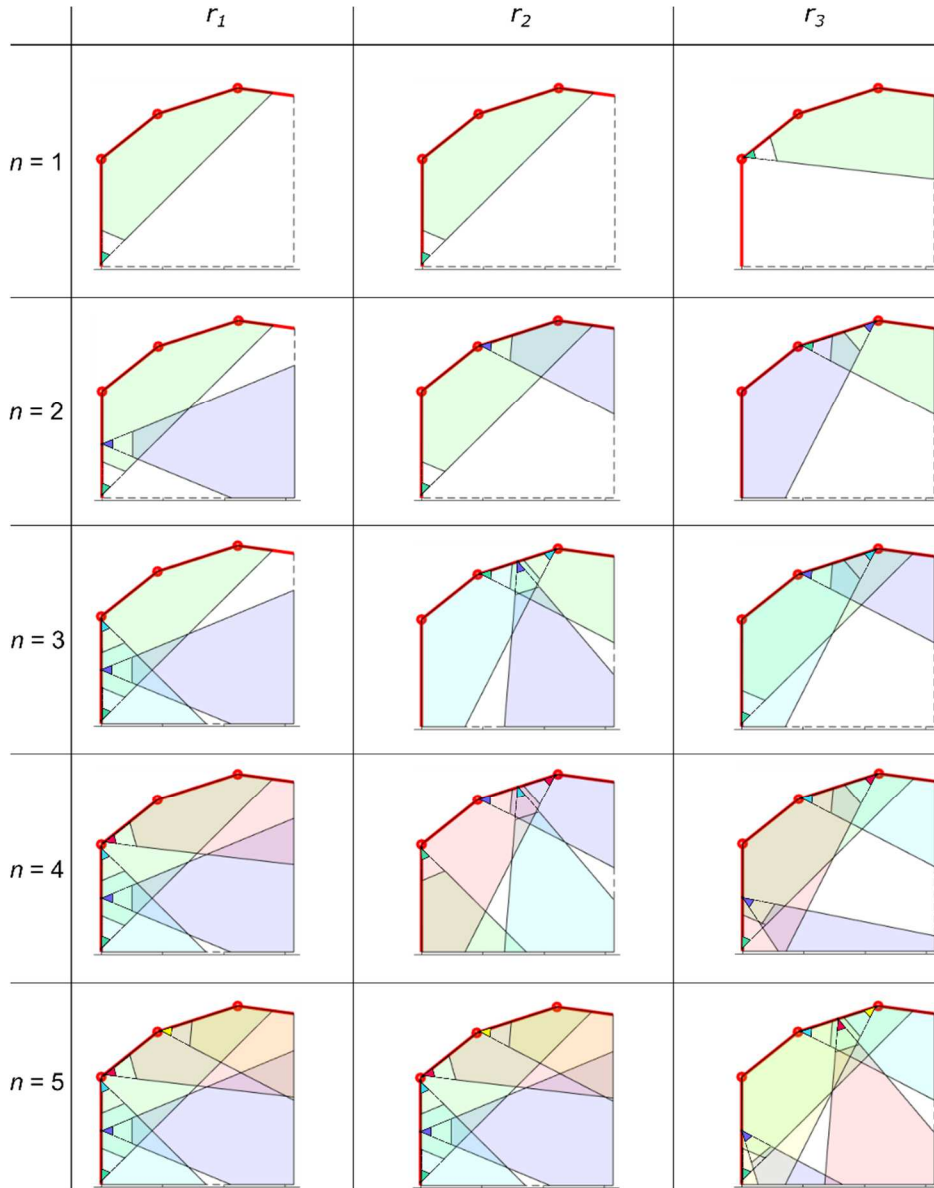 r₁ r₂ r₃
n = 1
n = 2
n = 3
n = 4
n = 5